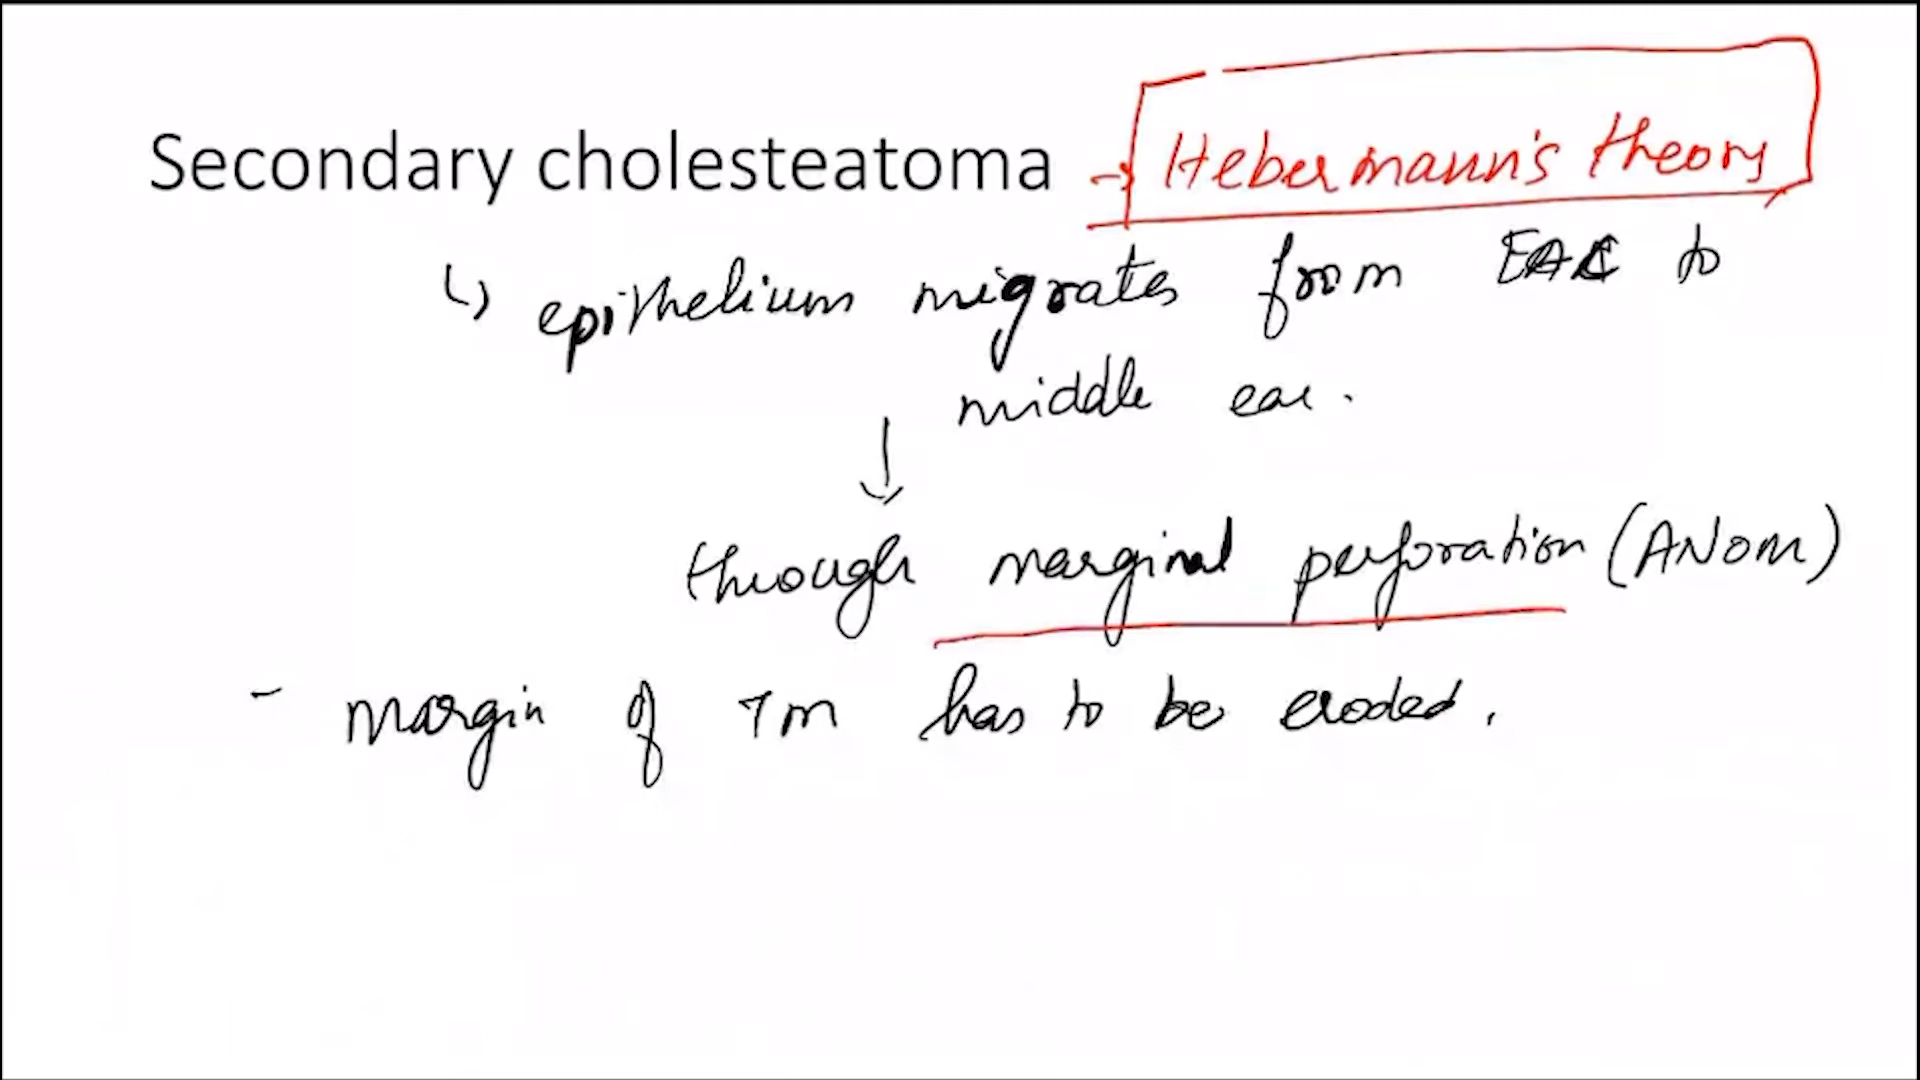 Secondary cholesteatoma → Hebermann's theory
↳ epithelium migrates from EAC to
middle ear.
↓
through marginal perforation (ANOM)
- Margin of TM has to be eroded.